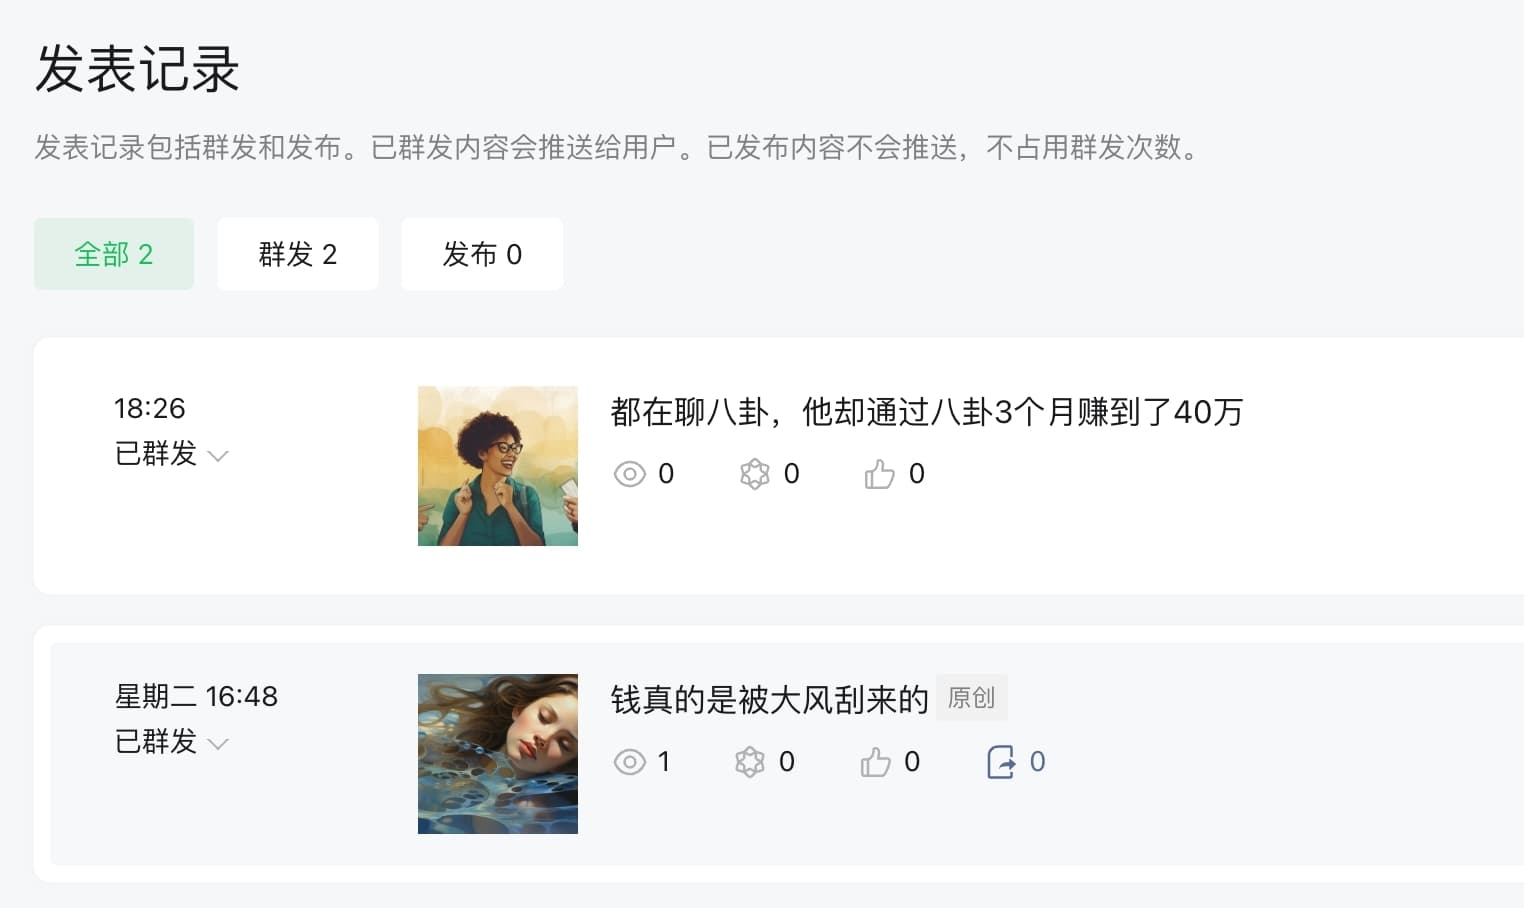 发表记录
发表记录包括群发和发布。已群发内容会推送给用户。已发布内容不会推送，不占用群发次数。
全部 2
群发 2
发布 0
18:26
已群发
都在聊八卦，他却通过八卦3个月赚到了40万
0 0 0
星期二 16:48
已群发
钱真的是被大风刮来的 原创
1 0 0 0